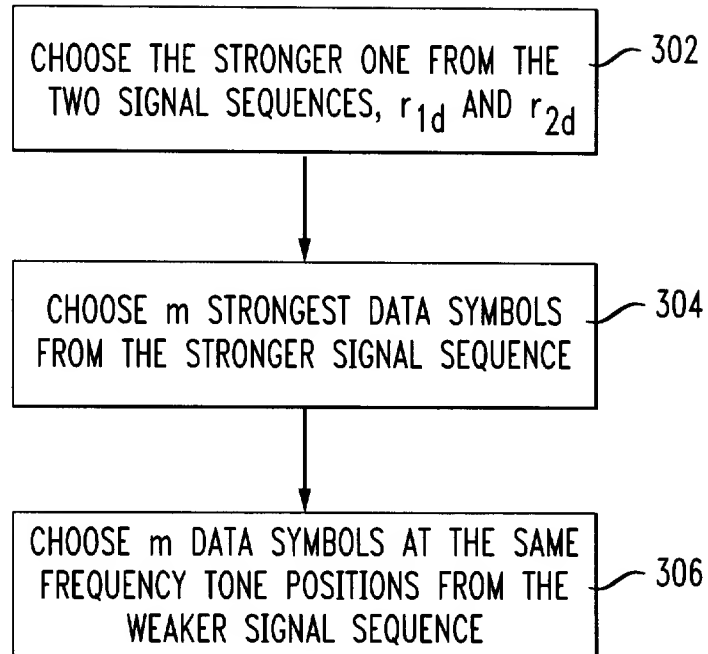 CHOOSE THE STRONGER ONE FROM THE
TWO SIGNAL SEQUENCES, r1d AND r2d
302
CHOOSE m STRONGEST DATA SYMBOLS
FROM THE STRONGER SIGNAL SEQUENCE
304
CHOOSE m DATA SYMBOLS AT THE SAME
FREQUENCY TONE POSITIONS FROM THE
WEAKER SIGNAL SEQUENCE
306